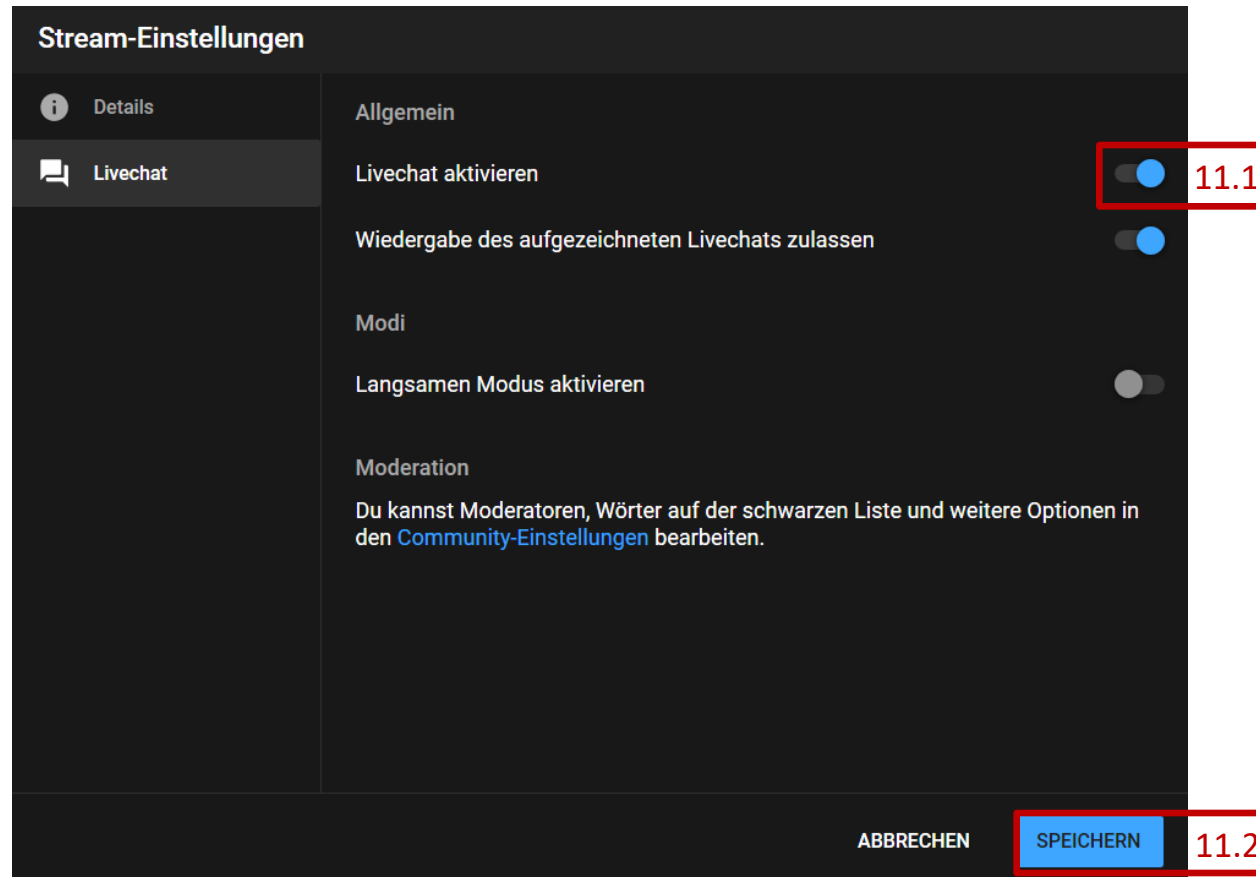 Stream-Einstellungen
Details
Livechat
Allgemein
Livechat aktivieren
11.1
Wiedergabe des aufgezeichneten Livechats zulassen
Modi
Langsamen Modus aktivieren
Moderation
Du kannst Moderatoren, Wörter auf der schwarzen Liste und weitere Optionen in
den Community-Einstellungen bearbeiten.
ABBRECHEN
SPEICHERN
11.2